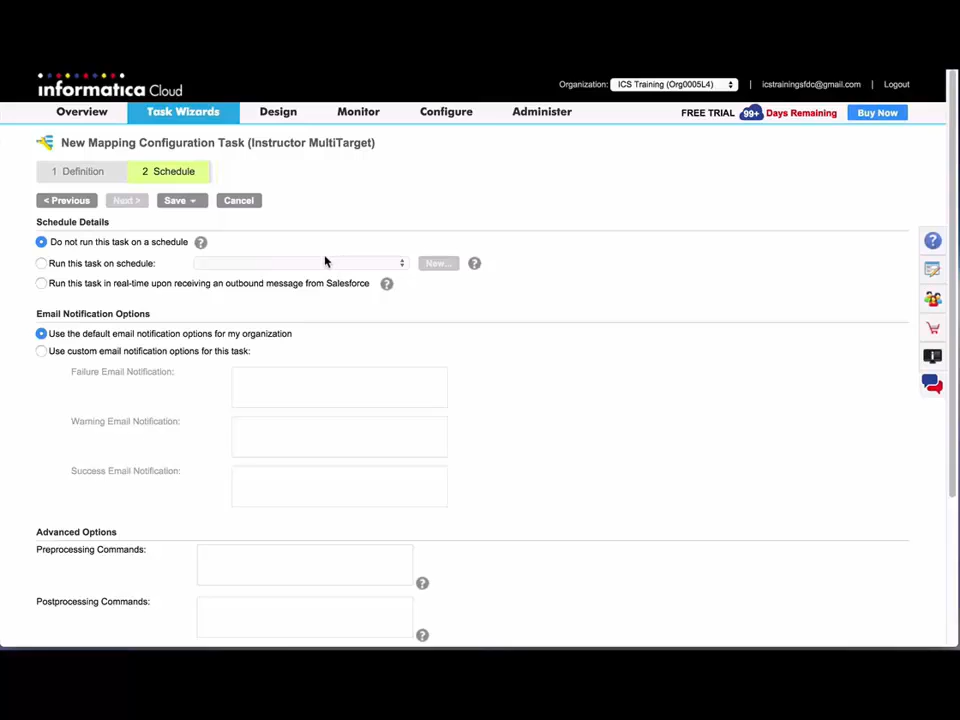 informatica Cloud
Organization: ICS Training (Org0005L4) | icstrainingsfdc@gmail.com | Logout
Overview Task Wizards Design Monitor Configure Administer FREE TRIAL 99+ Days Remaining Buy Now
New Mapping Configuration Task (Instructor MultiTarget)
1 Definition 2 Schedule
< Previous Next > Save Cancel
Schedule Details
Do not run this task on a schedule ?
Run this task on schedule: New... ?
Run this task in real-time upon receiving an outbound message from Salesforce ?
Email Notification Options
Use the default email notification options for my organization
Use custom email notification options for this task:
Failure Email Notification:
Warning Email Notification:
Success Email Notification:
Advanced Options
Preprocessing Commands:
?
Postprocessing Commands:
?